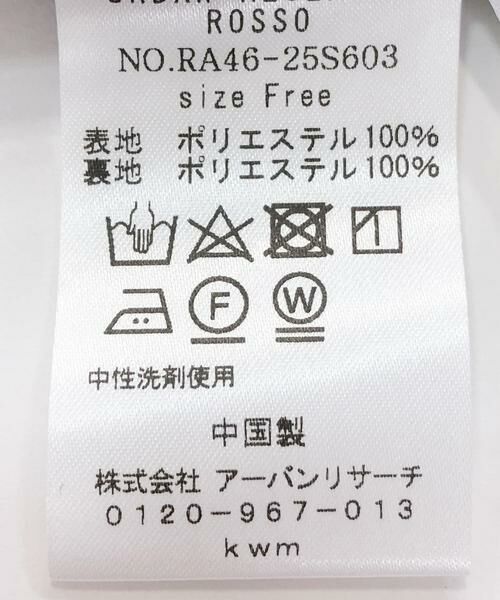 ROSSO
NO.RA46-25S603
size Free
表地 ポリエステル100%
裏地 ポリエステル100%
F W
中性洗剤使用
中国製
株式会社 アーバンリサーチ
0120-967-013
kwm